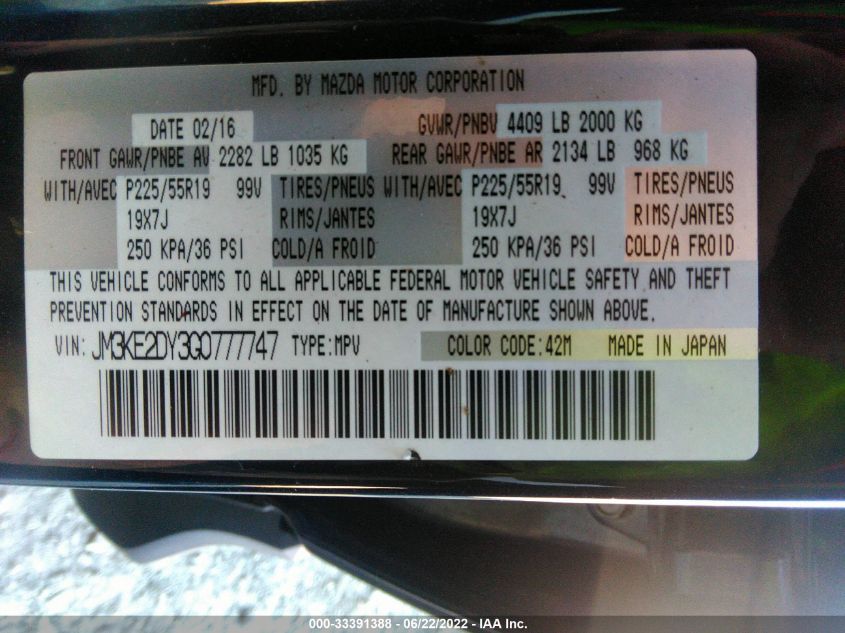 MFD. BY MAZDA MOTOR CORPORATION
DATE 02/16 GVWR/PNBV 4409 LB 2000 KG
FRONT GAWR/PNBE AV 2282 LB 1035 KG REAR GAWR/PNBE AR 2134 LB 968 KG
WITH/AVEC P225/55R19 99V TIRES/PNEUS WITH/AVEC P225/55R19 99V TIRES/PNEUS
19X7J RIMS/JANTES 19X7J RIMS/JANTES
250 KPA/36 PSI COLD/A FROID 250 KPA/36 PSI COLD/A FROID
THIS VEHICLE CONFORMS TO ALL APPLICABLE FEDERAL MOTOR VEHICLE SAFETY AND THEFT
PREVENTION STANDARDS IN EFFECT ON THE DATE OF MANUFACTURE SHOWN ABOVE.
VIN: JM3KE2DY3G0777747 TYPE:MPV COLOR CODE:42M MADE IN JAPAN
000-33391388 - 06/22/2022 - IAA Inc.